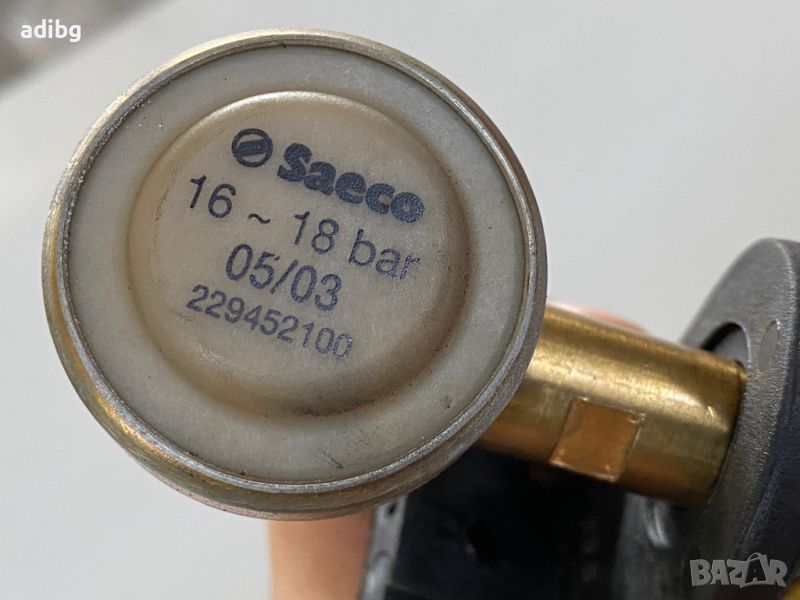 adibg
Saeco
16 ~ 18 bar
05/03
229452100
BAZAR